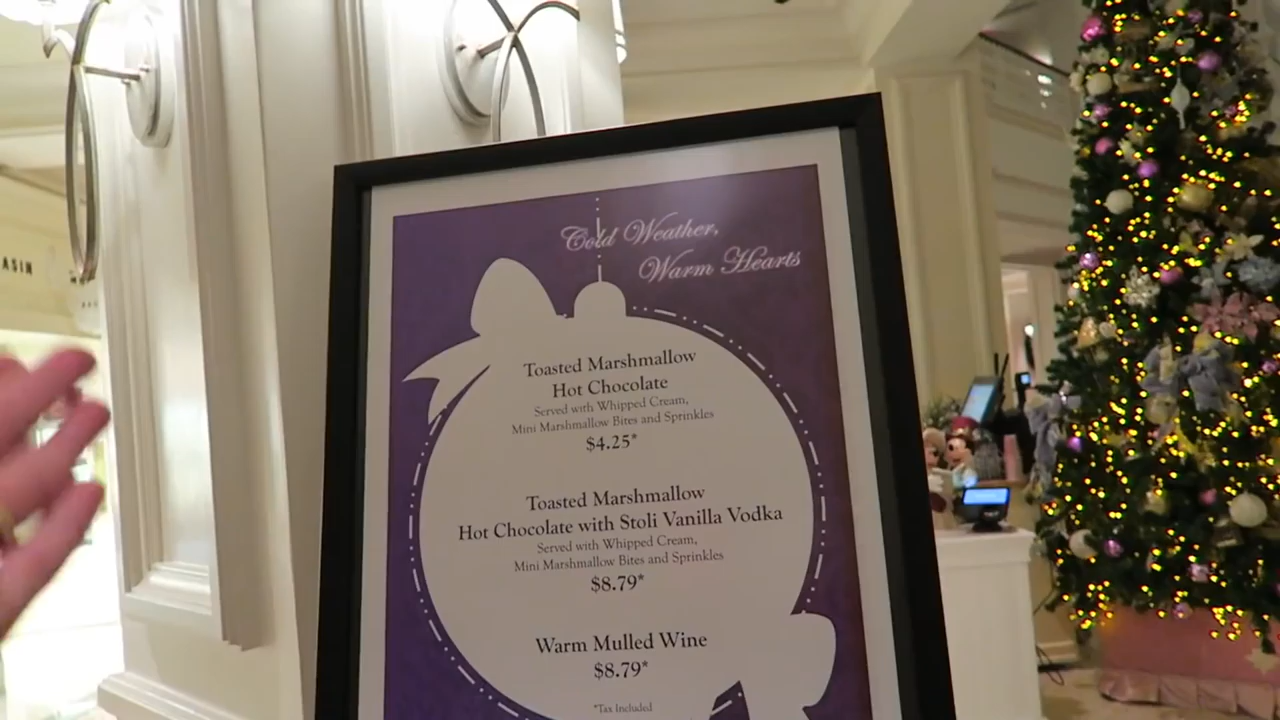 Cold Weather,
Warm Hearts
Toasted Marshmallow
Hot Chocolate
Served with Whipped Cream,
Mini Marshmallow Bites and Sprinkles
$4.25*
Toasted Marshmallow
Hot Chocolate with Stoli Vanilla Vodka
Served with Whipped Cream,
Mini Marshmallow Bites and Sprinkles
$8.79*
Warm Mulled Wine
$8.79*
*Tax Included
ASIN